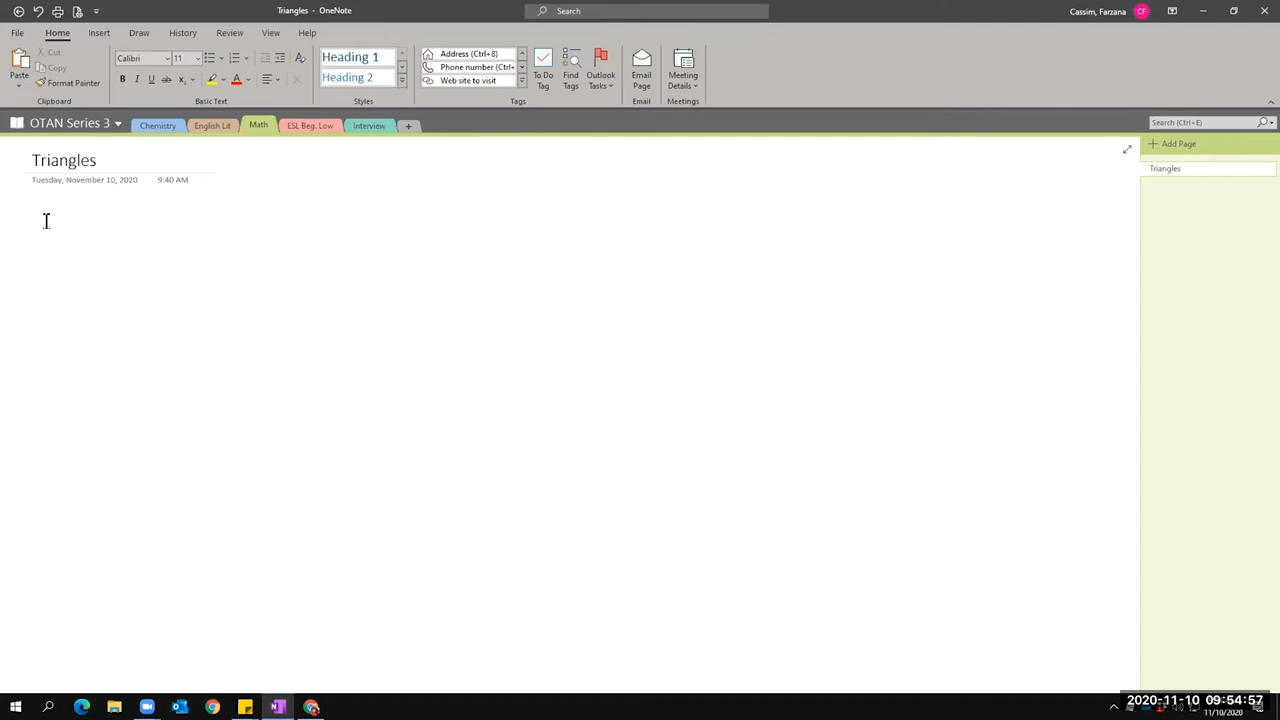 Triangles - OneNote
Search
Cassim, Farzana
CF
File
Home
Insert
Draw
History
Review
View
Help
Paste
Cut
Copy
Format Painter
Clipboard
Calibri
11
B
I
U
ab
x
A
Basic Text
Heading 1
Heading 2
Styles
Address (Ctrl+8)
Phone number (Ctrl+
Web site to visit
Tags
To Do
Tag
Find
Tags
Outlook
Tasks
Email
Page
Email
Meeting
Details
Meetings
OTAN Series 3
Chemistry
English Lit
Math
ESL Beg. Low
Interview
Search (Ctrl+E)
Triangles
Tuesday, November 10, 2020
9:40 AM
Add Page
Triangles
2020-11-10 09:54:57
11/10/2020